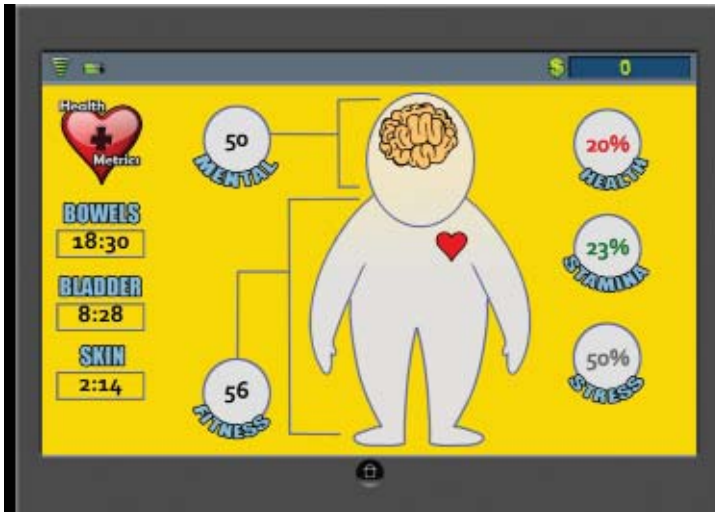 $ 0
Health
Metrics
50
MENTAL
20%
HEALTH
BOWELS
18:30
23%
STAMINA
BLADDER
8:28
SKIN
2:14
50%
STRESS
56
FITNESS